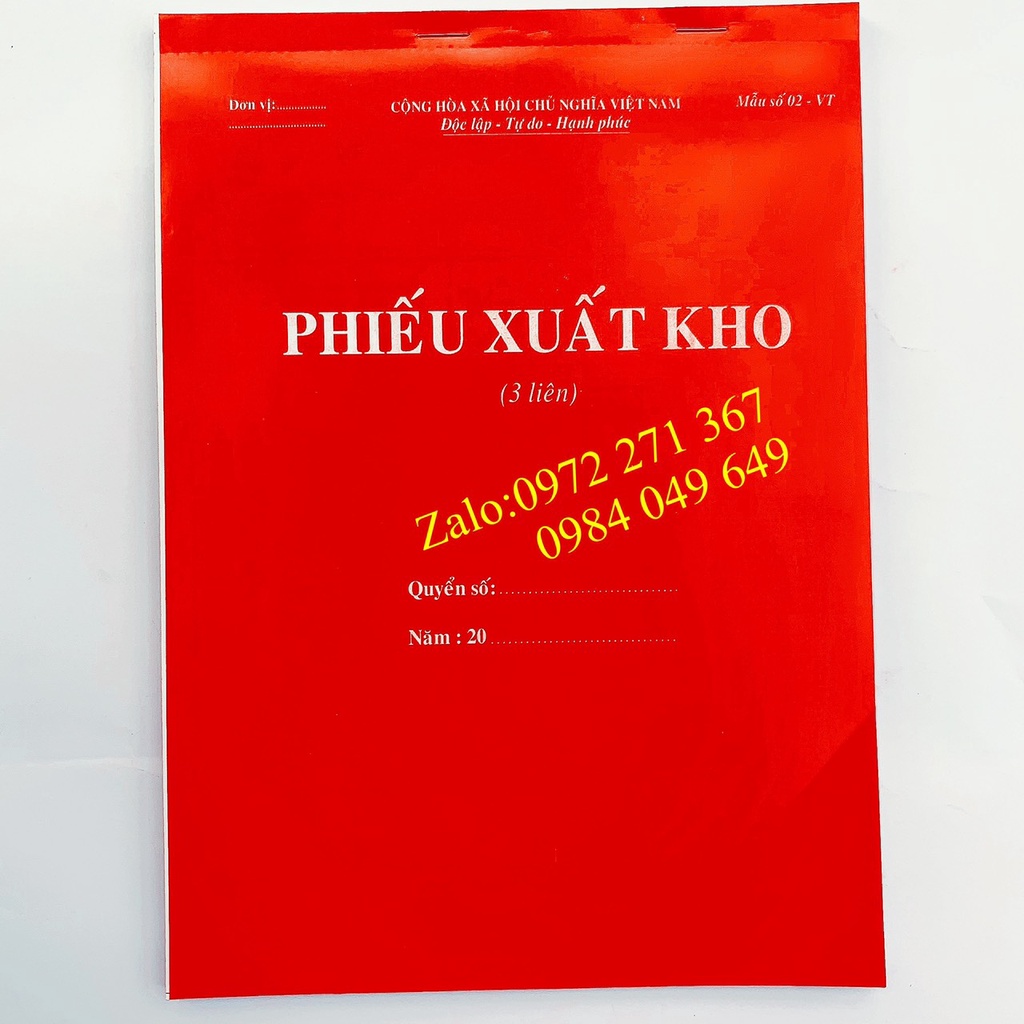 Đơn vị:.................
.................................
CỘNG HÒA XÃ HỘI CHỦ NGHĨA VIỆT NAM
Độc lập - Tự do - Hạnh phúc
Mẫu số 02 - VT
PHIẾU XUẤT KHO
(3 liên)
Zalo:0972 271 367
0984 049 649
Quyển số:...............................
Năm : 20................................